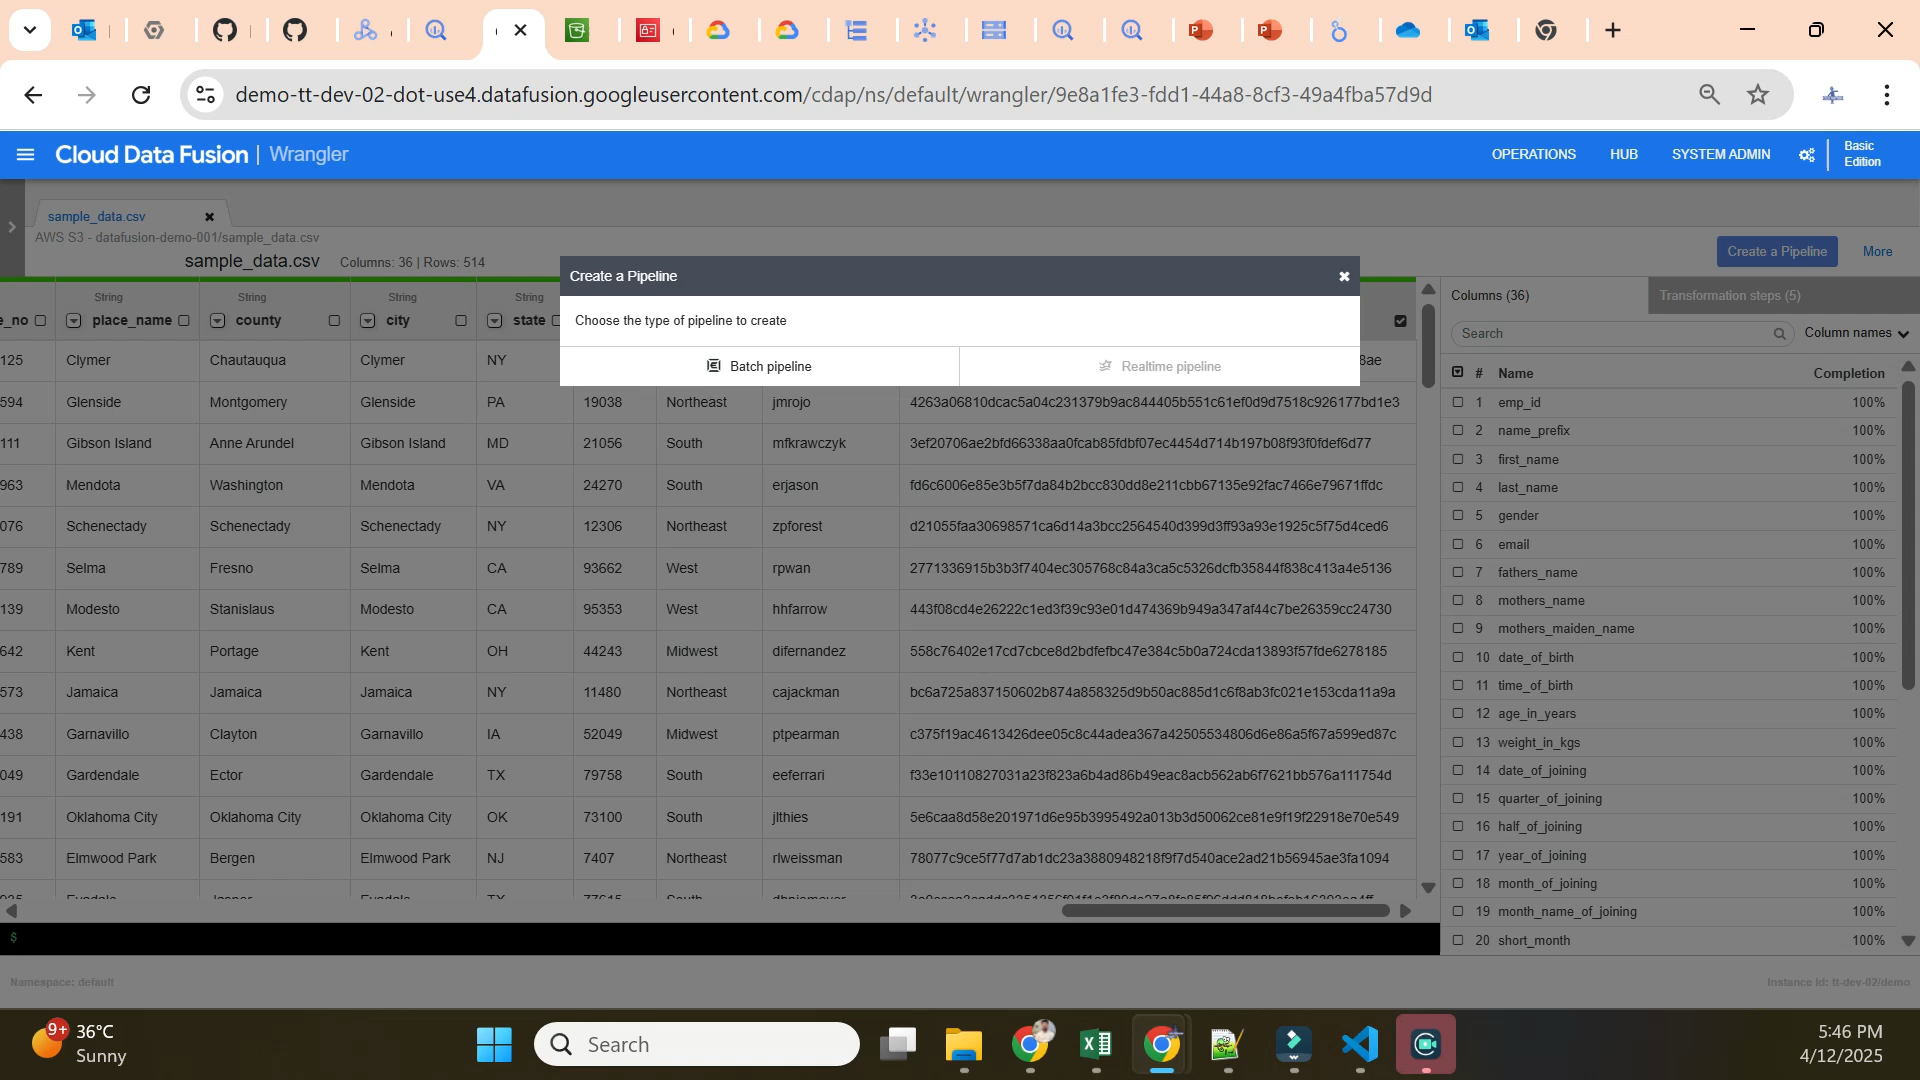 demo-tt-dev-02-dot-use4.datafusion.googleusercontent.com/cdap/ns/default/wrangler/9e8a1fe3-fdd1-44a8-8cf3-49a4fba57d9d
Cloud Data Fusion | Wrangler
OPERATIONS HUB SYSTEM ADMIN Basic Edition
sample_data.csv
AWS S3 - datafusion-demo-001/sample_data.csv
sample_data.csv Columns: 36 | Rows: 514
Create a Pipeline More
Create a Pipeline
Choose the type of pipeline to create
Batch pipeline Realtime pipeline
String String String String
e_no place_name county city state
125 Clymer Chautauqua Clymer NY 8ae
594 Glenside Montgomery Glenside PA 19038 Northeast jmrojo 4263a06810dcac5a04c231379b9ac844405b551c61ef0d9d7518c926177bd1e3
111 Gibson Island Anne Arundel Gibson Island MD 21056 South mfkrawczyk 3ef20706ae2bfd66338aa0fcab85fdbf07ec4454d714b197b08f93f0fdef6d77
963 Mendota Washington Mendota VA 24270 South erjason fd6c6006e85e3b5f7da84b2bcc830dd8e211cbb67135e92fac7466e79671ffdc
076 Schenectady Schenectady Schenectady NY 12306 Northeast zpforest d21055faa30698571ca6d14a3bcc2564540d399d3ff93a93e1925c5f75d4ced6
789 Selma Fresno Selma CA 93662 West rpwan 2771336915b3b3f7404ec305768c84a3ca5c5326dcfb35844f838c413a4e5136
139 Modesto Stanislaus Modesto CA 95353 West hhfarrow 443f08cd4e26222c1ed3f39c93e01d474369b949a347af44c7be26359cc24730
642 Kent Portage Kent OH 44243 Midwest difernandez 558c76402e17cd7cbce8d2bdfefbc47e384c5b0a724cda13893f57fde6278185
573 Jamaica Jamaica Jamaica NY 11480 Northeast cajackman bc6a725a837150602b874a858325d9b50ac885d1c6f8ab3fc021e153cda11a9a
438 Garnavillo Clayton Garnavillo IA 52049 Midwest ptpearman c375f19ac4613426dee05c8c44adea367a42505534806d6e86a5f67a599ed87c
049 Gardendale Ector Gardendale TX 79758 South eeferrari f33e10110827031a23f823a6b4ad86b49eac8acb562ab6f7621bb576a111754d
191 Oklahoma City Oklahoma City Oklahoma City OK 73100 South jlthies 5e6caa8d58e201971d6e95b3995492a013b3d50062ce81e9f19f22918e70e549
583 Elmwood Park Bergen Elmwood Park NJ 7407 Northeast rlweissman 78077c9ce5f77d7ab1dc23a3880948218f9f7d540ace2ad21b56945ae3fa1094
Columns (36) Transformation steps (5)
Search Column names
# Name Completion
1 emp_id 100%
2 name_prefix 100%
3 first_name 100%
4 last_name 100%
5 gender 100%
6 email 100%
7 fathers_name 100%
8 mothers_name 100%
9 mothers_maiden_name 100%
10 date_of_birth 100%
11 time_of_birth 100%
12 age_in_years 100%
13 weight_in_kgs 100%
14 date_of_joining 100%
15 quarter_of_joining 100%
16 half_of_joining 100%
17 year_of_joining 100%
18 month_of_joining 100%
19 month_name_of_joining 100%
20 short_month 100%
$
Namespace: default Instance Id: tt-dev-02/demo
9+ 36°C
Sunny
Search
5:46 PM
4/12/2025